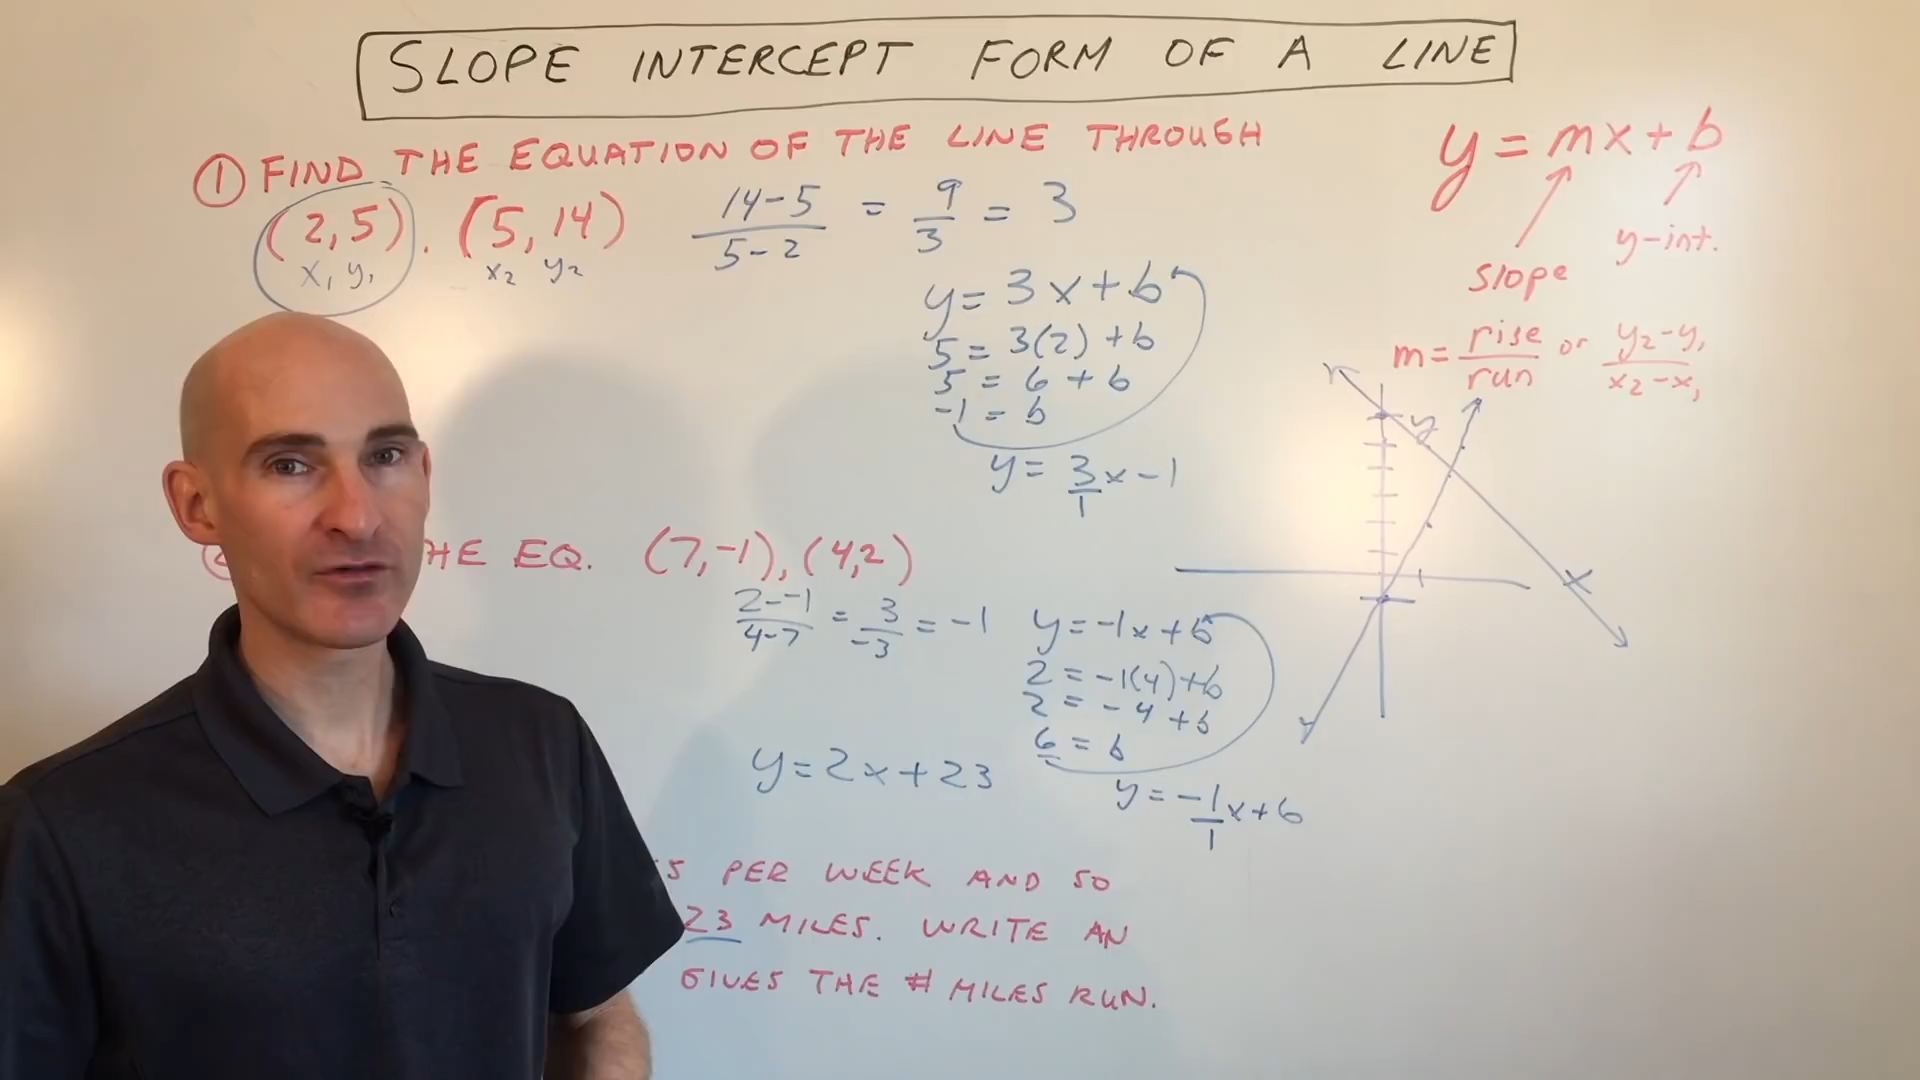 SLOPE INTERCEPT FORM OF A LINE
① FIND THE EQUATION OF THE LINE THROUGH
(2,5). (5,14)
x₁ y₁ x₂ y₂
14-5/5-2 = 9/3 = 3
y = 3x+b
5 = 3(2) +b
5 = 6 + b
-1 = b
y = 3/1x-1
y = mx+b
slope
y-int.
m = rise/run or y₂-y₁/x₂-x₁
y
x
HE EQ. (7,-1), (4,2)
2--1/4-7 = 3/-3 = -1
y=-1x+b
2 = -1(4)+b
2 = -4 +b
6 = b
y = -1/1x+6
y=2x+23
S PER WEEK AND SO
23 MILES. WRITE AN
GIVES THE # MILES RUN.